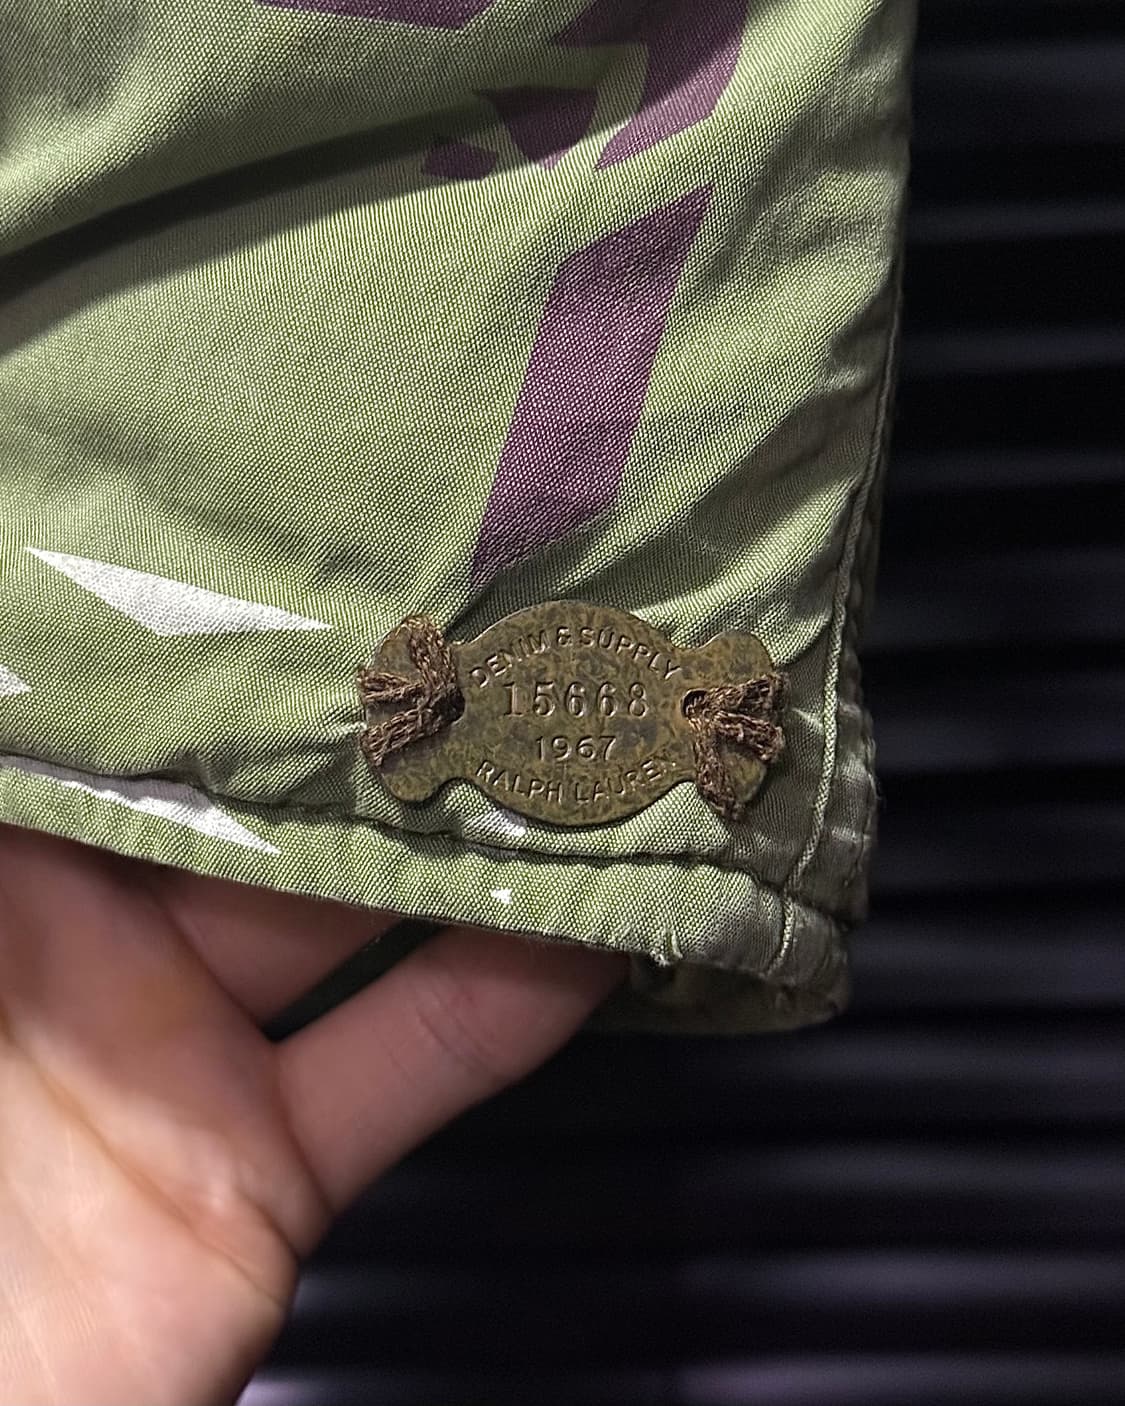 DENIM & SUPPLY
15668
1967
RALPH LAUREN